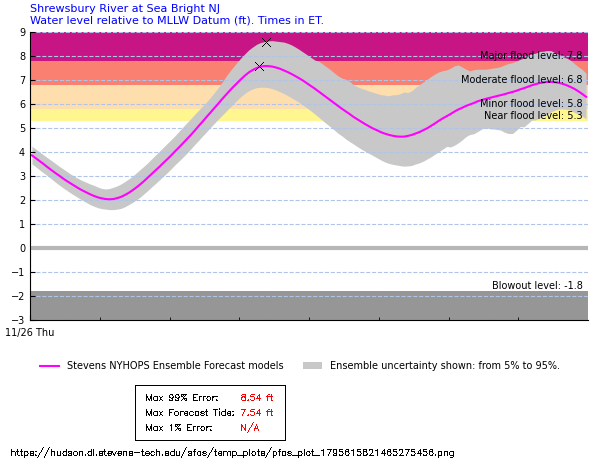 Shrewsbury River at Sea Bright NJ
Water level relative to MLLW Datum (ft). Times in ET.
9
8
7
6
5
4
3
2
1
0
−1
−2
−3
Major flood level: 7.8
Moderate flood level: 6.8
Minor flood level: 5.8
Near flood level: 5.3
Blowout level: -1.8
11/26 Thu
Stevens NYHOPS Ensemble Forecast models
Ensemble uncertainty shown: from 5% to 95%.
Max 99% Error: 8.54 ft
Max Forecast Tide: 7.54 ft
Max 1% Error: N/A
https://hudson.dl.stevens-tech.edu/sfas/temp_plots/pfas_plot_1795615821465275456.png